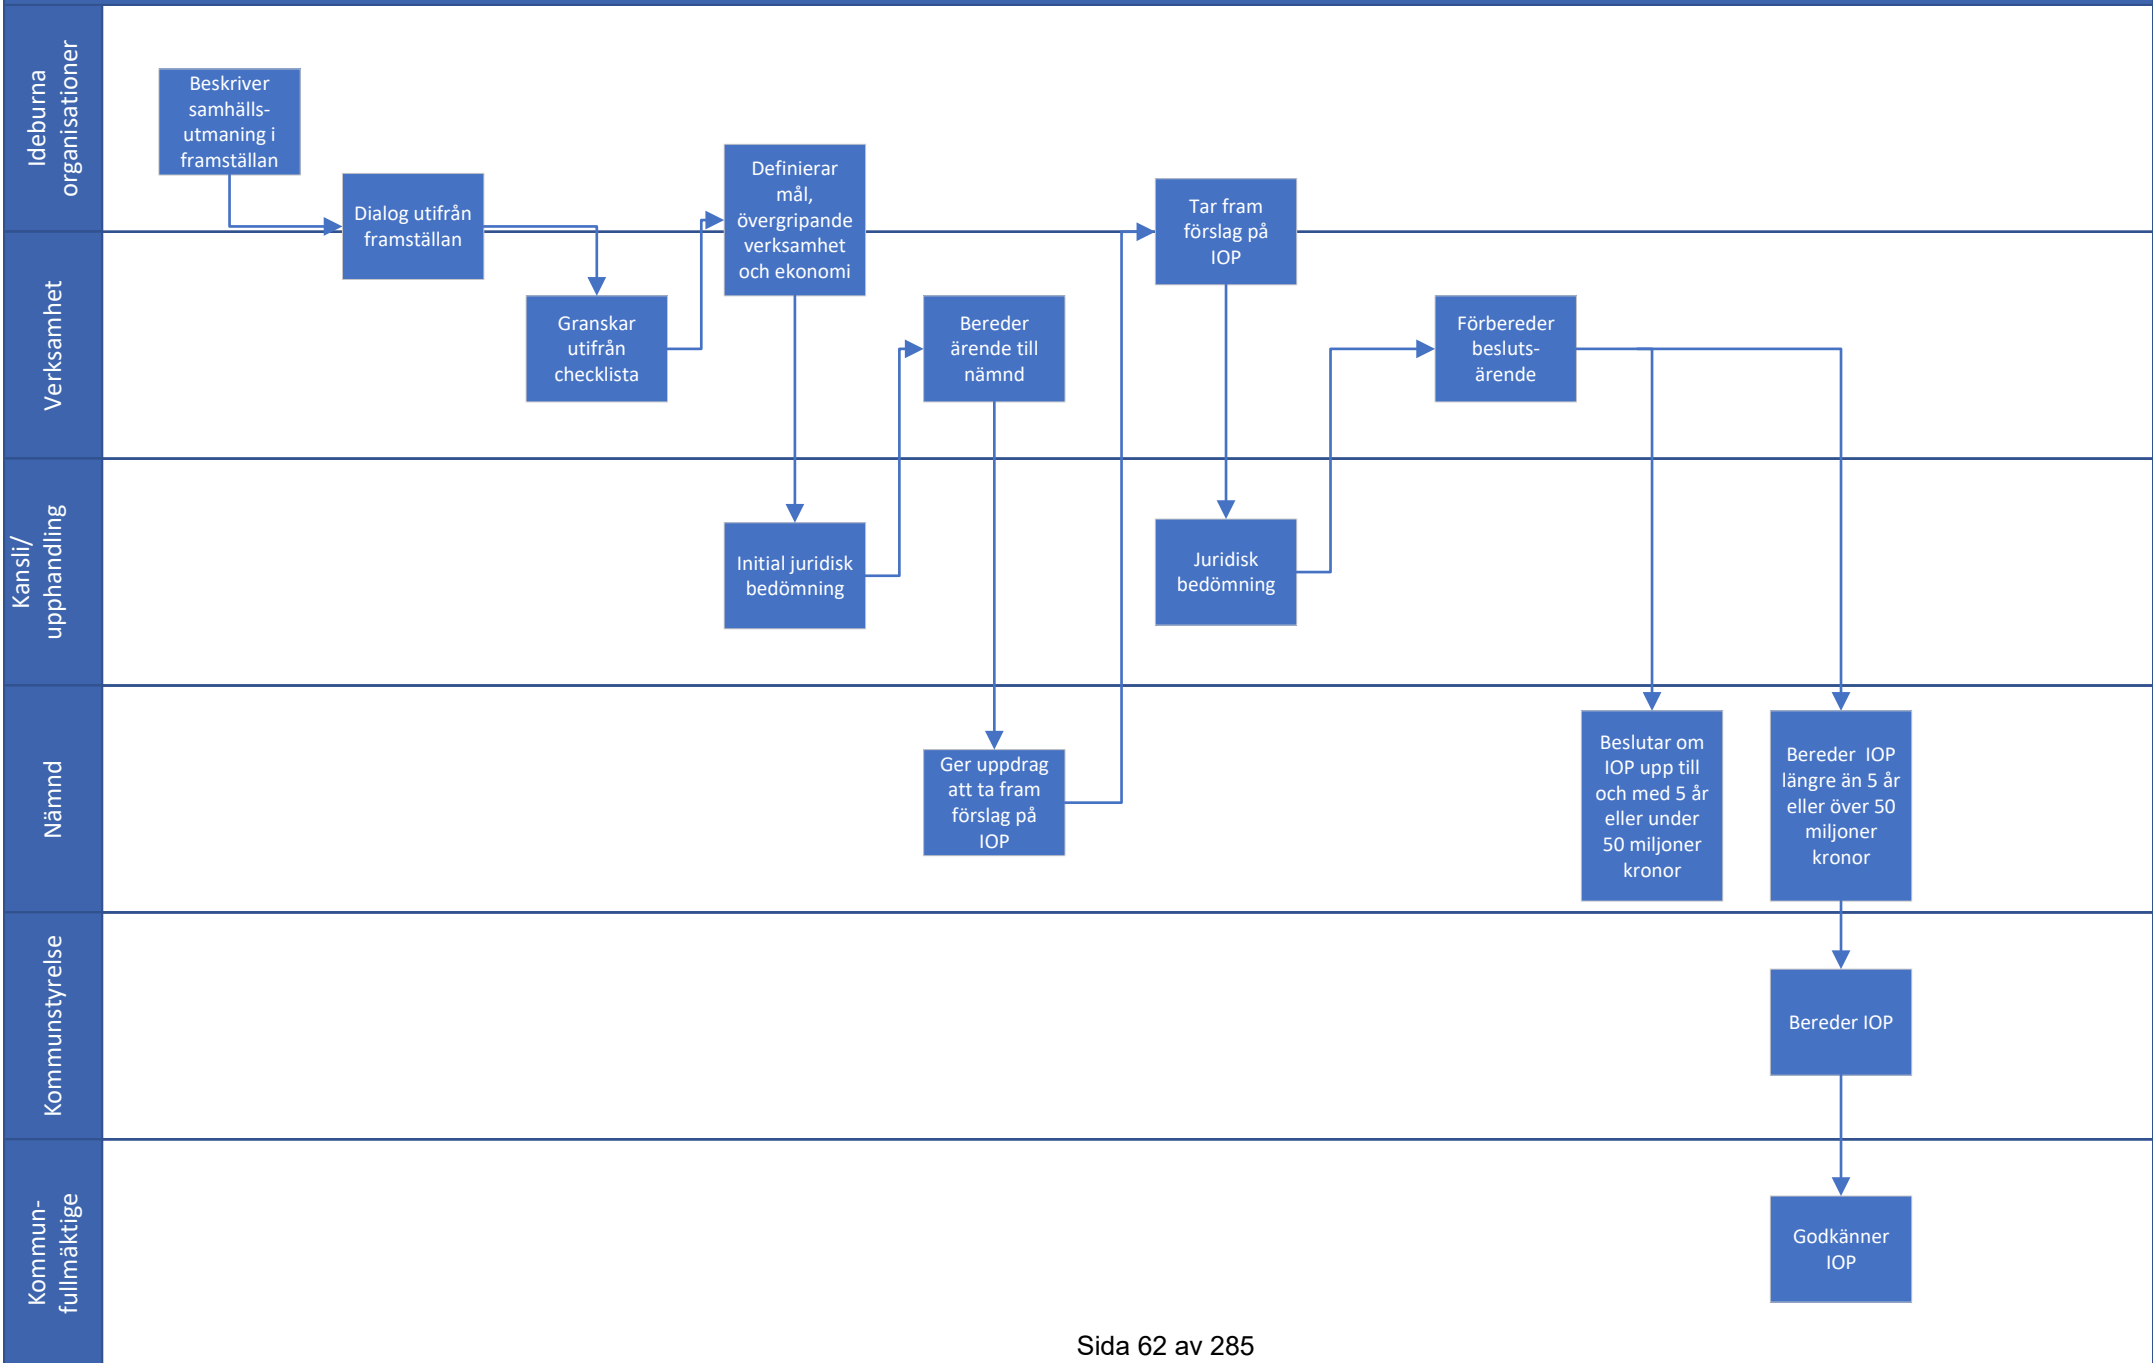 Ideburna
organisationer
Beskriver
samhälls-
utmaning i
framställan
Dialog utifrån
framställan
Definierar
mål,
övergripande
verksamhet
och ekonomi
Tar fram
förslag på
IOP
Verksamhet
Granskar
utifrån
checklista
Bereder
ärende till
nämnd
Förbereder
besluts-
ärende
Kansli/
upphandling
Initial juridisk
bedömning
Juridisk
bedömning
Nämnd
Ger uppdrag
att ta fram
förslag på
IOP
Beslutar om
IOP upp till
och med 5 år
eller under
50 miljoner
kronor
Bereder  IOP
längre än 5 år
eller över 50
miljoner
kronor
Kommunstyrelse
Bereder IOP
Kommun-
fullmäktige
Godkänner
IOP
Sida 62 av 285